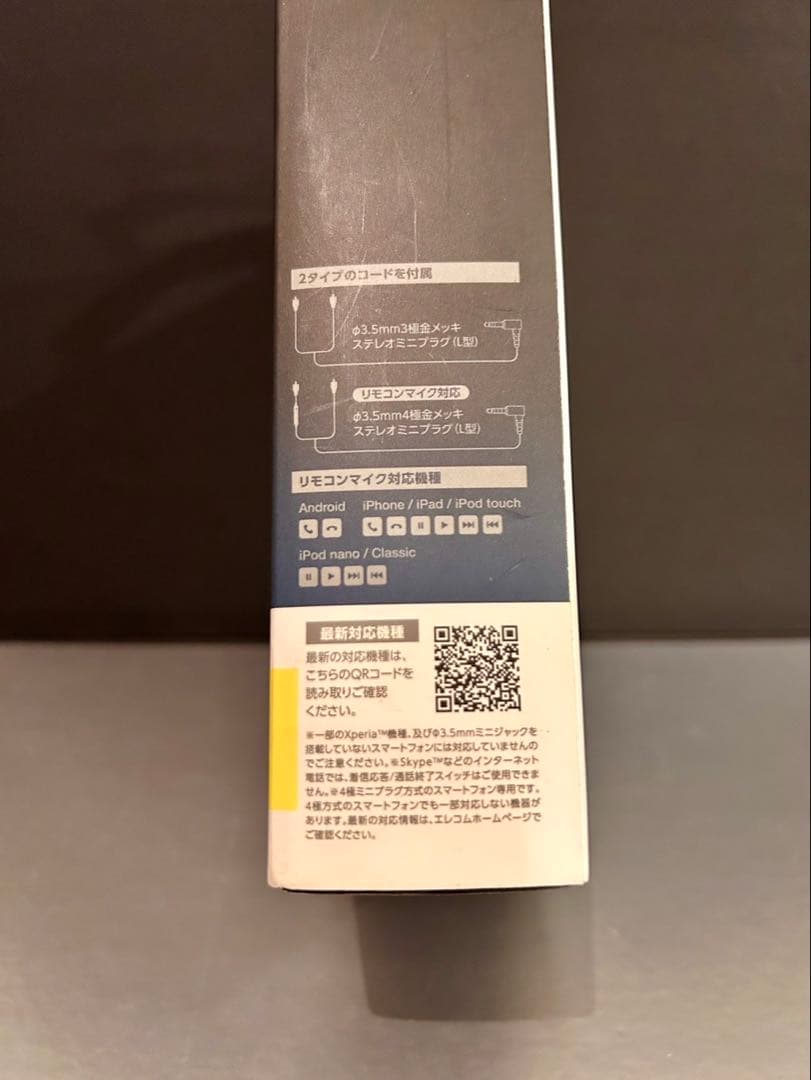 2タイプのコードを付属
φ3.5mm3極金メッキ
ステレオミニプラグ(L型)
リモコンマイク対応
φ3.5mm4極金メッキ
ステレオミニプラグ(L型)
リモコンマイク対応機種
Android iPhone / iPad / iPod touch
iPod nano / Classic
最新対応機種
最新の対応機種は、
こちらのQRコードを
読み取りご確認
ください。
※一部のXperia™機種、及びφ3.5mmミニジャックを
搭載していないスマートフォンには対応していませんの
でご注意ください。※Skype™などのインターネット
電話では、着信応答/通話終了スイッチはご使用できま
せん。※4極ミニプラグ方式のスマートフォン専用です。
4極方式のスマートフォンでも一部対応しない機器が
あります。最新の対応情報は、エレコムホームページで
ご確認ください。